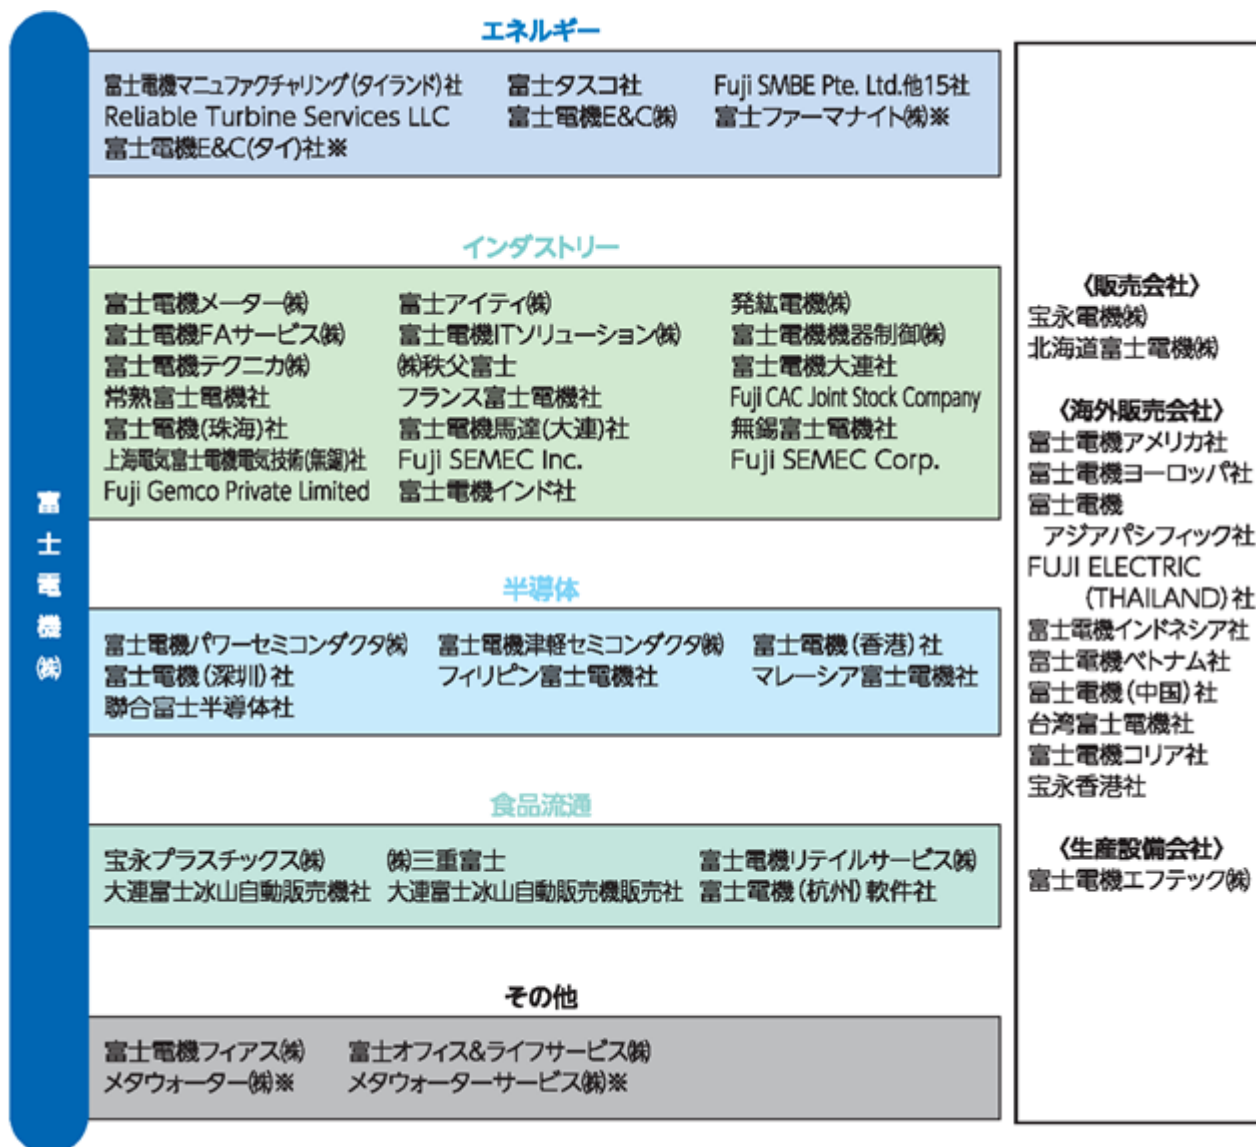 富士電機㈱
エネルギー
富士電機マニュファクチャリング(タイランド)社 富士タスコ社 Fuji SMBE Pte. Ltd.他15社
Reliable Turbine Services LLC 富士電機E&C㈱ 富士ファーマナイト㈱※
富士電機E&C(タイ)社※
インダストリー
富士電機メーター㈱ 富士アイティ㈱ 発紘電機㈱
富士電機FAサービス㈱ 富士電機ITソリューション㈱ 富士電機機器制御㈱
富士電機テクニカ㈱ ㈱秩父富士 富士電機大連社
常熟富士電機社 フランス富士電機社 Fuji CAC Joint Stock Company
富士電機(珠海)社 富士電機馬達(大連)社 無錫富士電機社
上海電気富士電機電気技術(無錫)社 Fuji SEMEC Inc. Fuji SEMEC Corp.
Fuji Gemco Private Limited 富士電機インド社
半導体
富士電機パワーセミコンダクタ㈱ 富士電機津軽セミコンダクタ㈱ 富士電機(香港)社
富士電機(深圳)社 フィリピン富士電機社 マレーシア富士電機社
聯合富士半導体社
食品流通
宝永プラスチックス㈱ ㈱三重富士 富士電機リテイルサービス㈱
大連富士冰山自動販売機社 大連富士冰山自動販売機販売社 富士電機(杭州)軟件社
その他
富士電機フィアス㈱ 富士オフィス&ライフサービス㈱
メタウォーター㈱※ メタウォーターサービス㈱※
〈販売会社〉
宝永電機㈱
北海道富士電機㈱
〈海外販売会社〉
富士電機アメリカ社
富士電機ヨーロッパ社
富士電機
アジアパシフィック社
FUJI ELECTRIC
(THAILAND)社
富士電機インドネシア社
富士電機ベトナム社
富士電機(中国)社
台湾富士電機社
富士電機コリア社
宝永香港社
〈生産設備会社〉
富士電機エフテック㈱